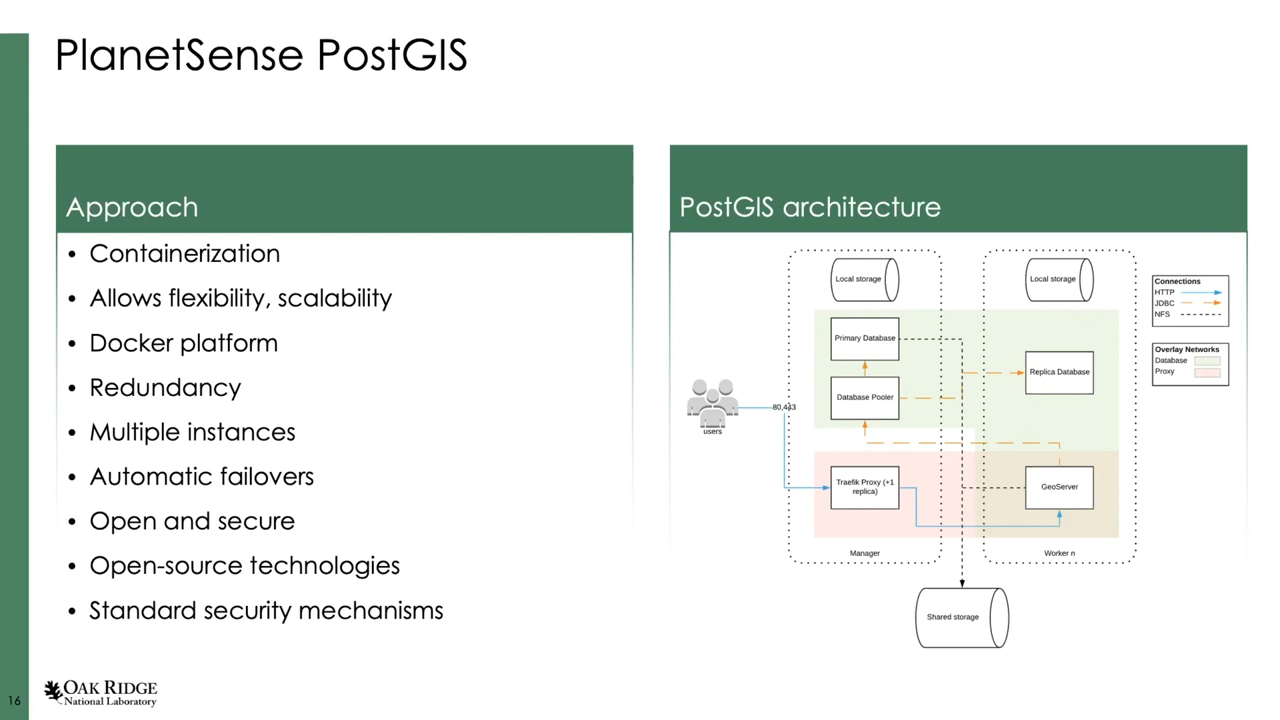 PlanetSense PostGIS
Approach
• Containerization
• Allows flexibility, scalability
• Docker platform
• Redundancy
• Multiple instances
• Automatic failovers
• Open and secure
• Open-source technologies
• Standard security mechanisms
PostGIS architecture
Local storage
Local storage
Connections
HTTP
JDBC
NFS
Primary Database
Overlay Networks
Database
Proxy
Replica Database
Database Pooler
80,443
users
Traefik Proxy (+1
replica)
GeoServer
Manager
Worker n
Shared storage
16
OAK RIDGE
National Laboratory